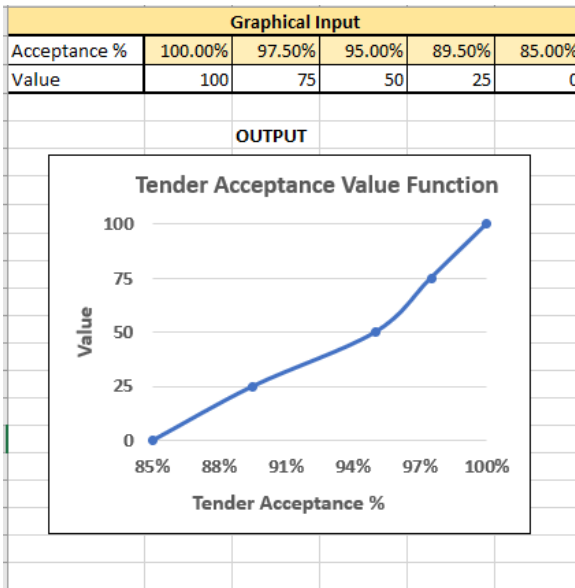 Graphical Input
Acceptance % 100.00% 97.50% 95.00% 89.50% 85.00%
Value 100 75 50 25 0
OUTPUT
Tender Acceptance Value Function
100
75
50
25
0
Value
85% 88% 91% 94% 97% 100%
Tender Acceptance %